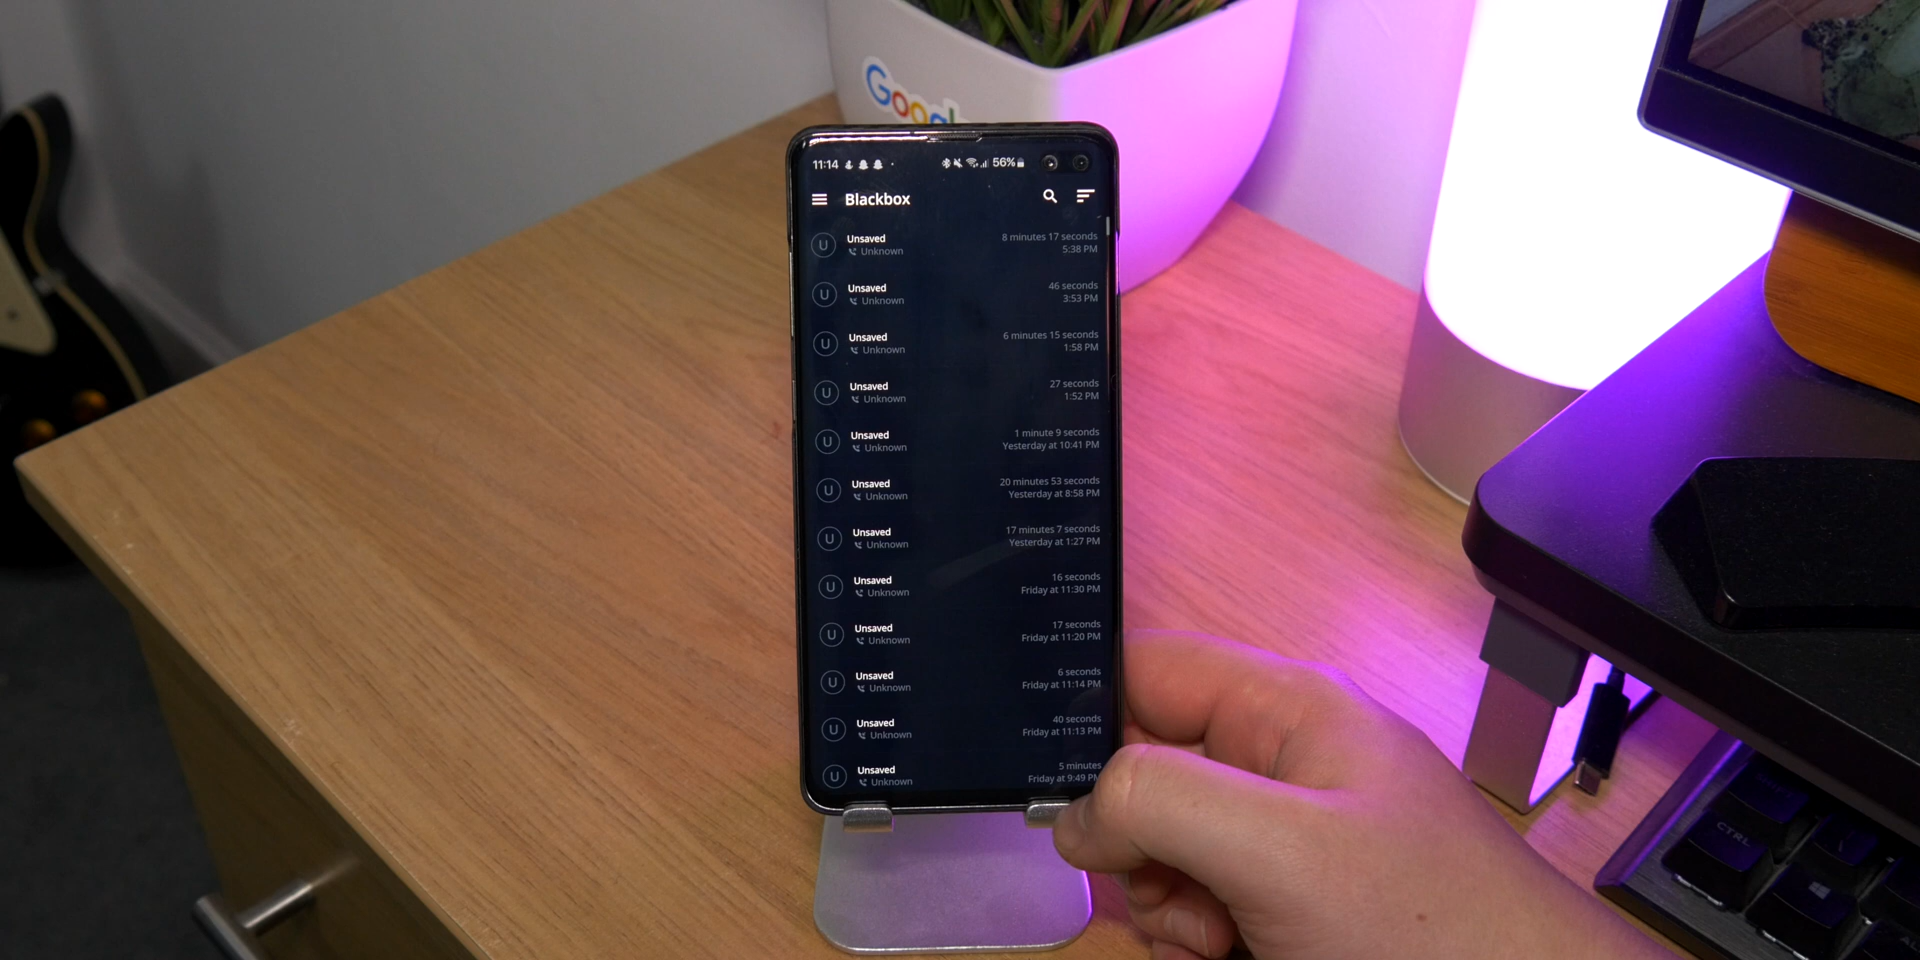 Google
11:14 56%
Blackbox
U Unsaved 8 minutes 17 seconds
Unknown 5:38 PM
U Unsaved 46 seconds
Unknown 3:53 PM
U Unsaved 6 minutes 15 seconds
Unknown 1:58 PM
U Unsaved 27 seconds
Unknown 1:52 PM
U Unsaved 1 minute 9 seconds
Unknown Yesterday at 10:41 PM
U Unsaved 20 minutes 53 seconds
Unknown Yesterday at 8:58 PM
U Unsaved 17 minutes 7 seconds
Unknown Yesterday at 1:27 PM
U Unsaved 16 seconds
Unknown Friday at 11:30 PM
U Unsaved 17 seconds
Unknown Friday at 11:20 PM
U Unsaved 6 seconds
Unknown Friday at 11:14 PM
U Unsaved 40 seconds
Unknown Friday at 11:13 PM
U Unsaved 5 minutes
Unknown Friday at 9:49 PM
CTRL